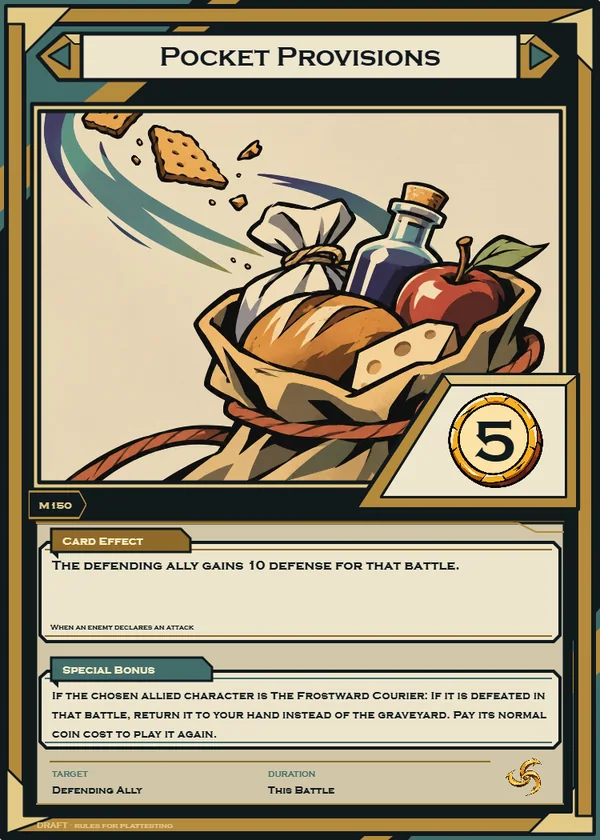 Pocket Provisions
5
M150
Card Effect
The defending ally gains 10 defense for that battle.
When an enemy declares an attack
Special Bonus
If the chosen allied character is The Frostward Courier: If it is defeated in
that battle, return it to your hand instead of the graveyard. Pay its normal
coin cost to play it again.
Target
Duration
Defending Ally
This Battle
DRAFT · Rules for playtesting